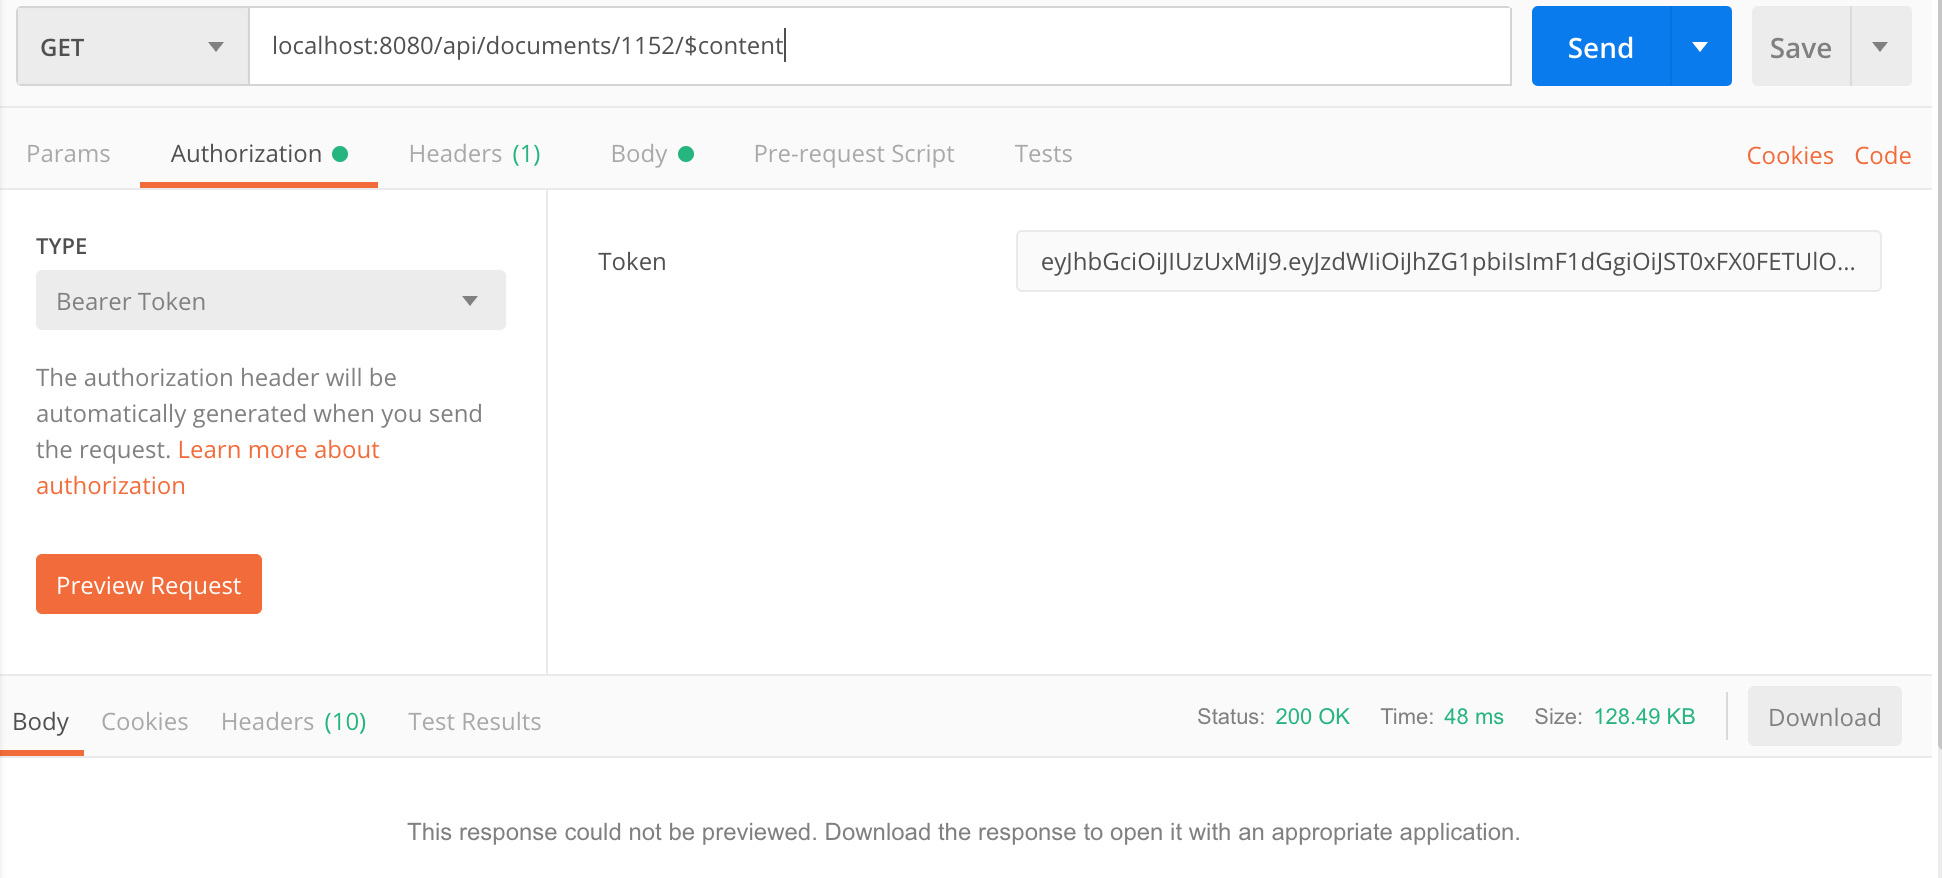 GET
localhost:8080/api/documents/1152/$content
Send
Save
Params
Authorization
Headers (1)
Body
Pre-request Script
Tests
Cookies
Code
TYPE
Bearer Token
The authorization header will be
automatically generated when you send
the request. Learn more about
authorization
Preview Request
Token
eyJhbGciOiJIUzUxMiJ9.eyJzdWIiOiJhZG1pbiIsImF1dGgiOiJST0xFX0FETUlO...
Body
Cookies
Headers (10)
Test Results
Status: 200 OK
Time: 48 ms
Size: 128.49 KB
Download
This response could not be previewed. Download the response to open it with an appropriate application.